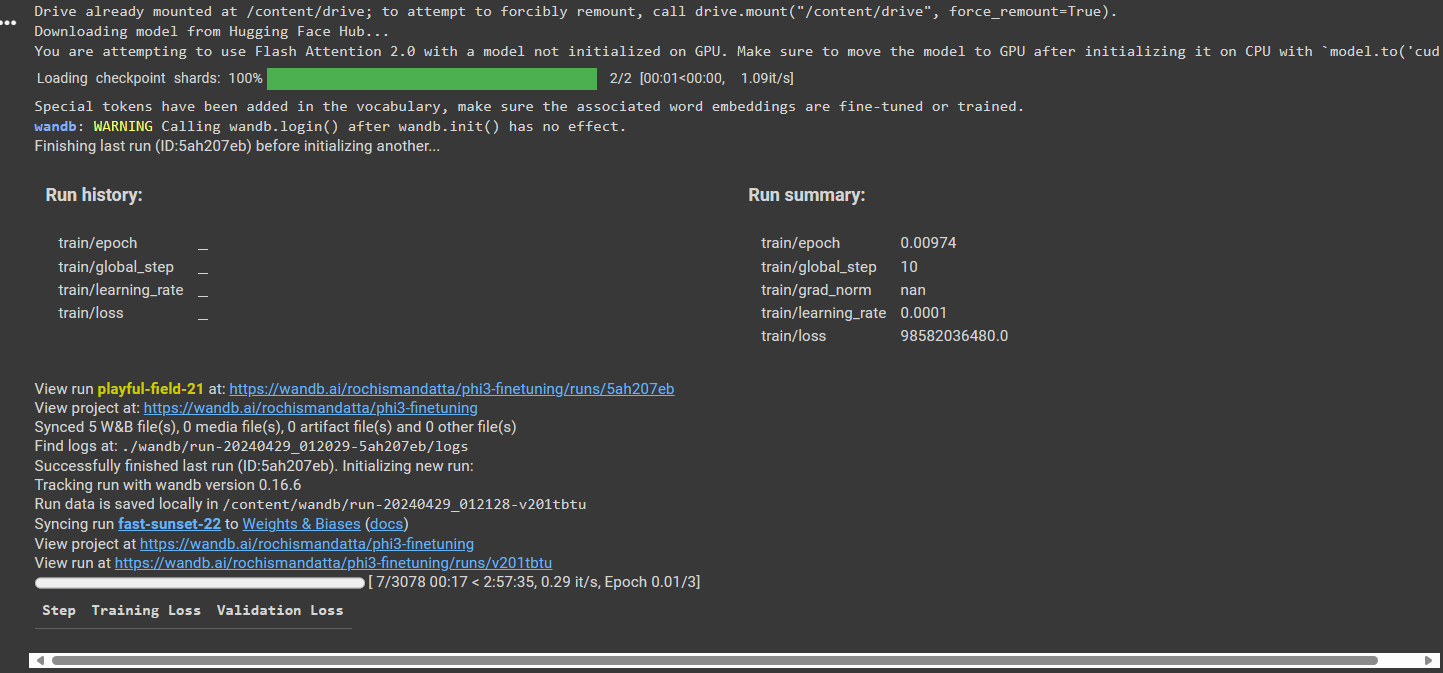 Drive already mounted at /content/drive; to attempt to forcibly remount, call drive.mount("/content/drive", force_remount=True).
Downloading model from Hugging Face Hub...
You are attempting to use Flash Attention 2.0 with a model not initialized on GPU. Make sure to move the model to GPU after initializing it on CPU with `model.to('cud
Loading checkpoint shards: 100% 2/2 [00:01<00:00, 1.09it/s]
Special tokens have been added in the vocabulary, make sure the associated word embeddings are fine-tuned or trained.
wandb: WARNING Calling wandb.login() after wandb.init() has no effect.
Finishing last run (ID:5ah207eb) before initializing another...
Run history:
train/epoch _
train/global_step _
train/learning_rate _
train/loss _
Run summary:
train/epoch 0.00974
train/global_step 10
train/grad_norm nan
train/learning_rate 0.0001
train/loss 98582036480.0
View run playful-field-21 at: https://wandb.ai/rochismandatta/phi3-finetuning/runs/5ah207eb
View project at: https://wandb.ai/rochismandatta/phi3-finetuning
Synced 5 W&B file(s), 0 media file(s), 0 artifact file(s) and 0 other file(s)
Find logs at: ./wandb/run-20240429_012029-5ah207eb/logs
Successfully finished last run (ID:5ah207eb). Initializing new run:
Tracking run with wandb version 0.16.6
Run data is saved locally in /content/wandb/run-20240429_012128-v201tbtu
Syncing run fast-sunset-22 to Weights & Biases (docs)
View project at https://wandb.ai/rochismandatta/phi3-finetuning
View run at https://wandb.ai/rochismandatta/phi3-finetuning/runs/v201tbtu
[ 7/3078 00:17 < 2:57:35, 0.29 it/s, Epoch 0.01/3]
Step Training Loss Validation Loss